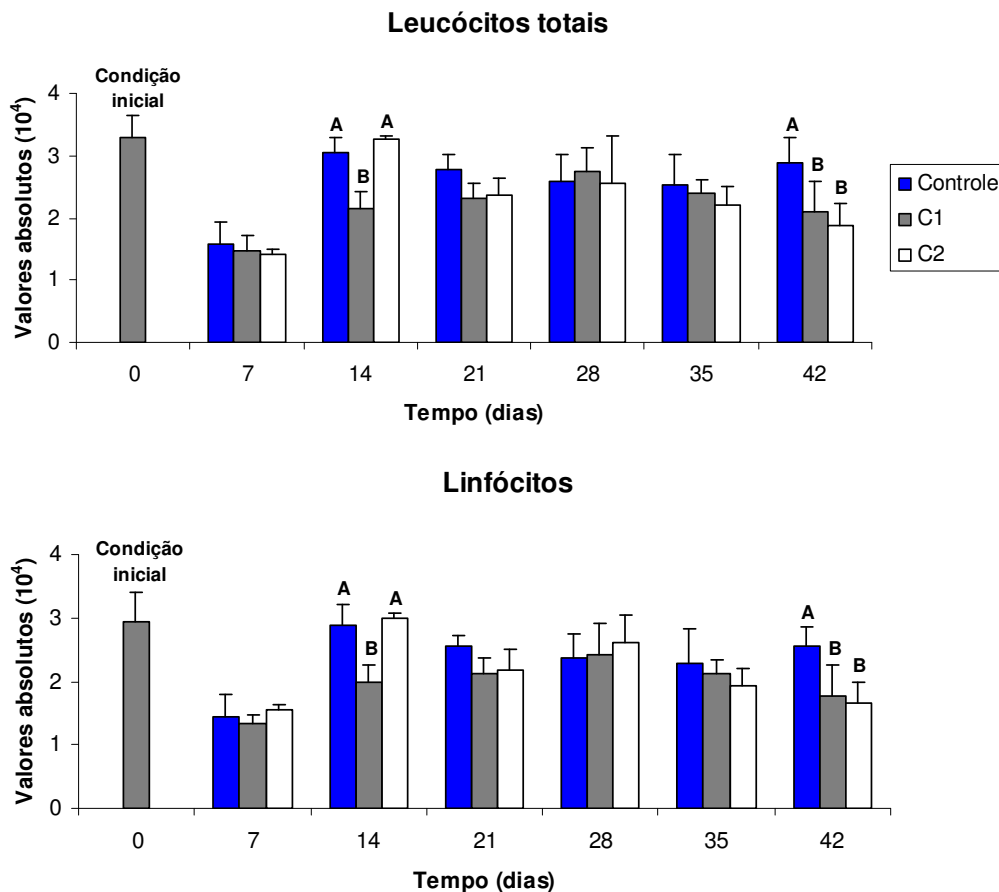 Leucócitos totais
Condição
inicial
Valores absolutos (10⁴)
4
3
2
1
0
A
B
A
A
B
B
0 7 14 21 28 35 42
Tempo (dias)
Controle
C1
C2
Linfócitos
Condição
inicial
Valores absolutos (10⁴)
4
3
2
1
0
A
B
A
A
B
B
0 7 14 21 28 35 42
Tempo (dias)